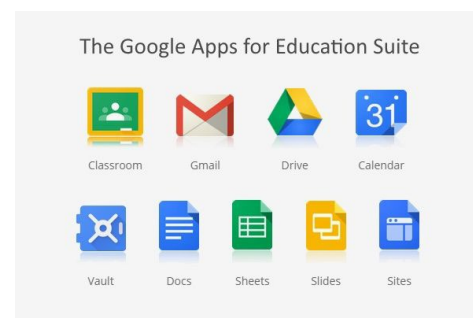 The Google Apps for Education Suite
31
Classroom Gmail Drive Calendar
Vault Docs Sheets Slides Sites